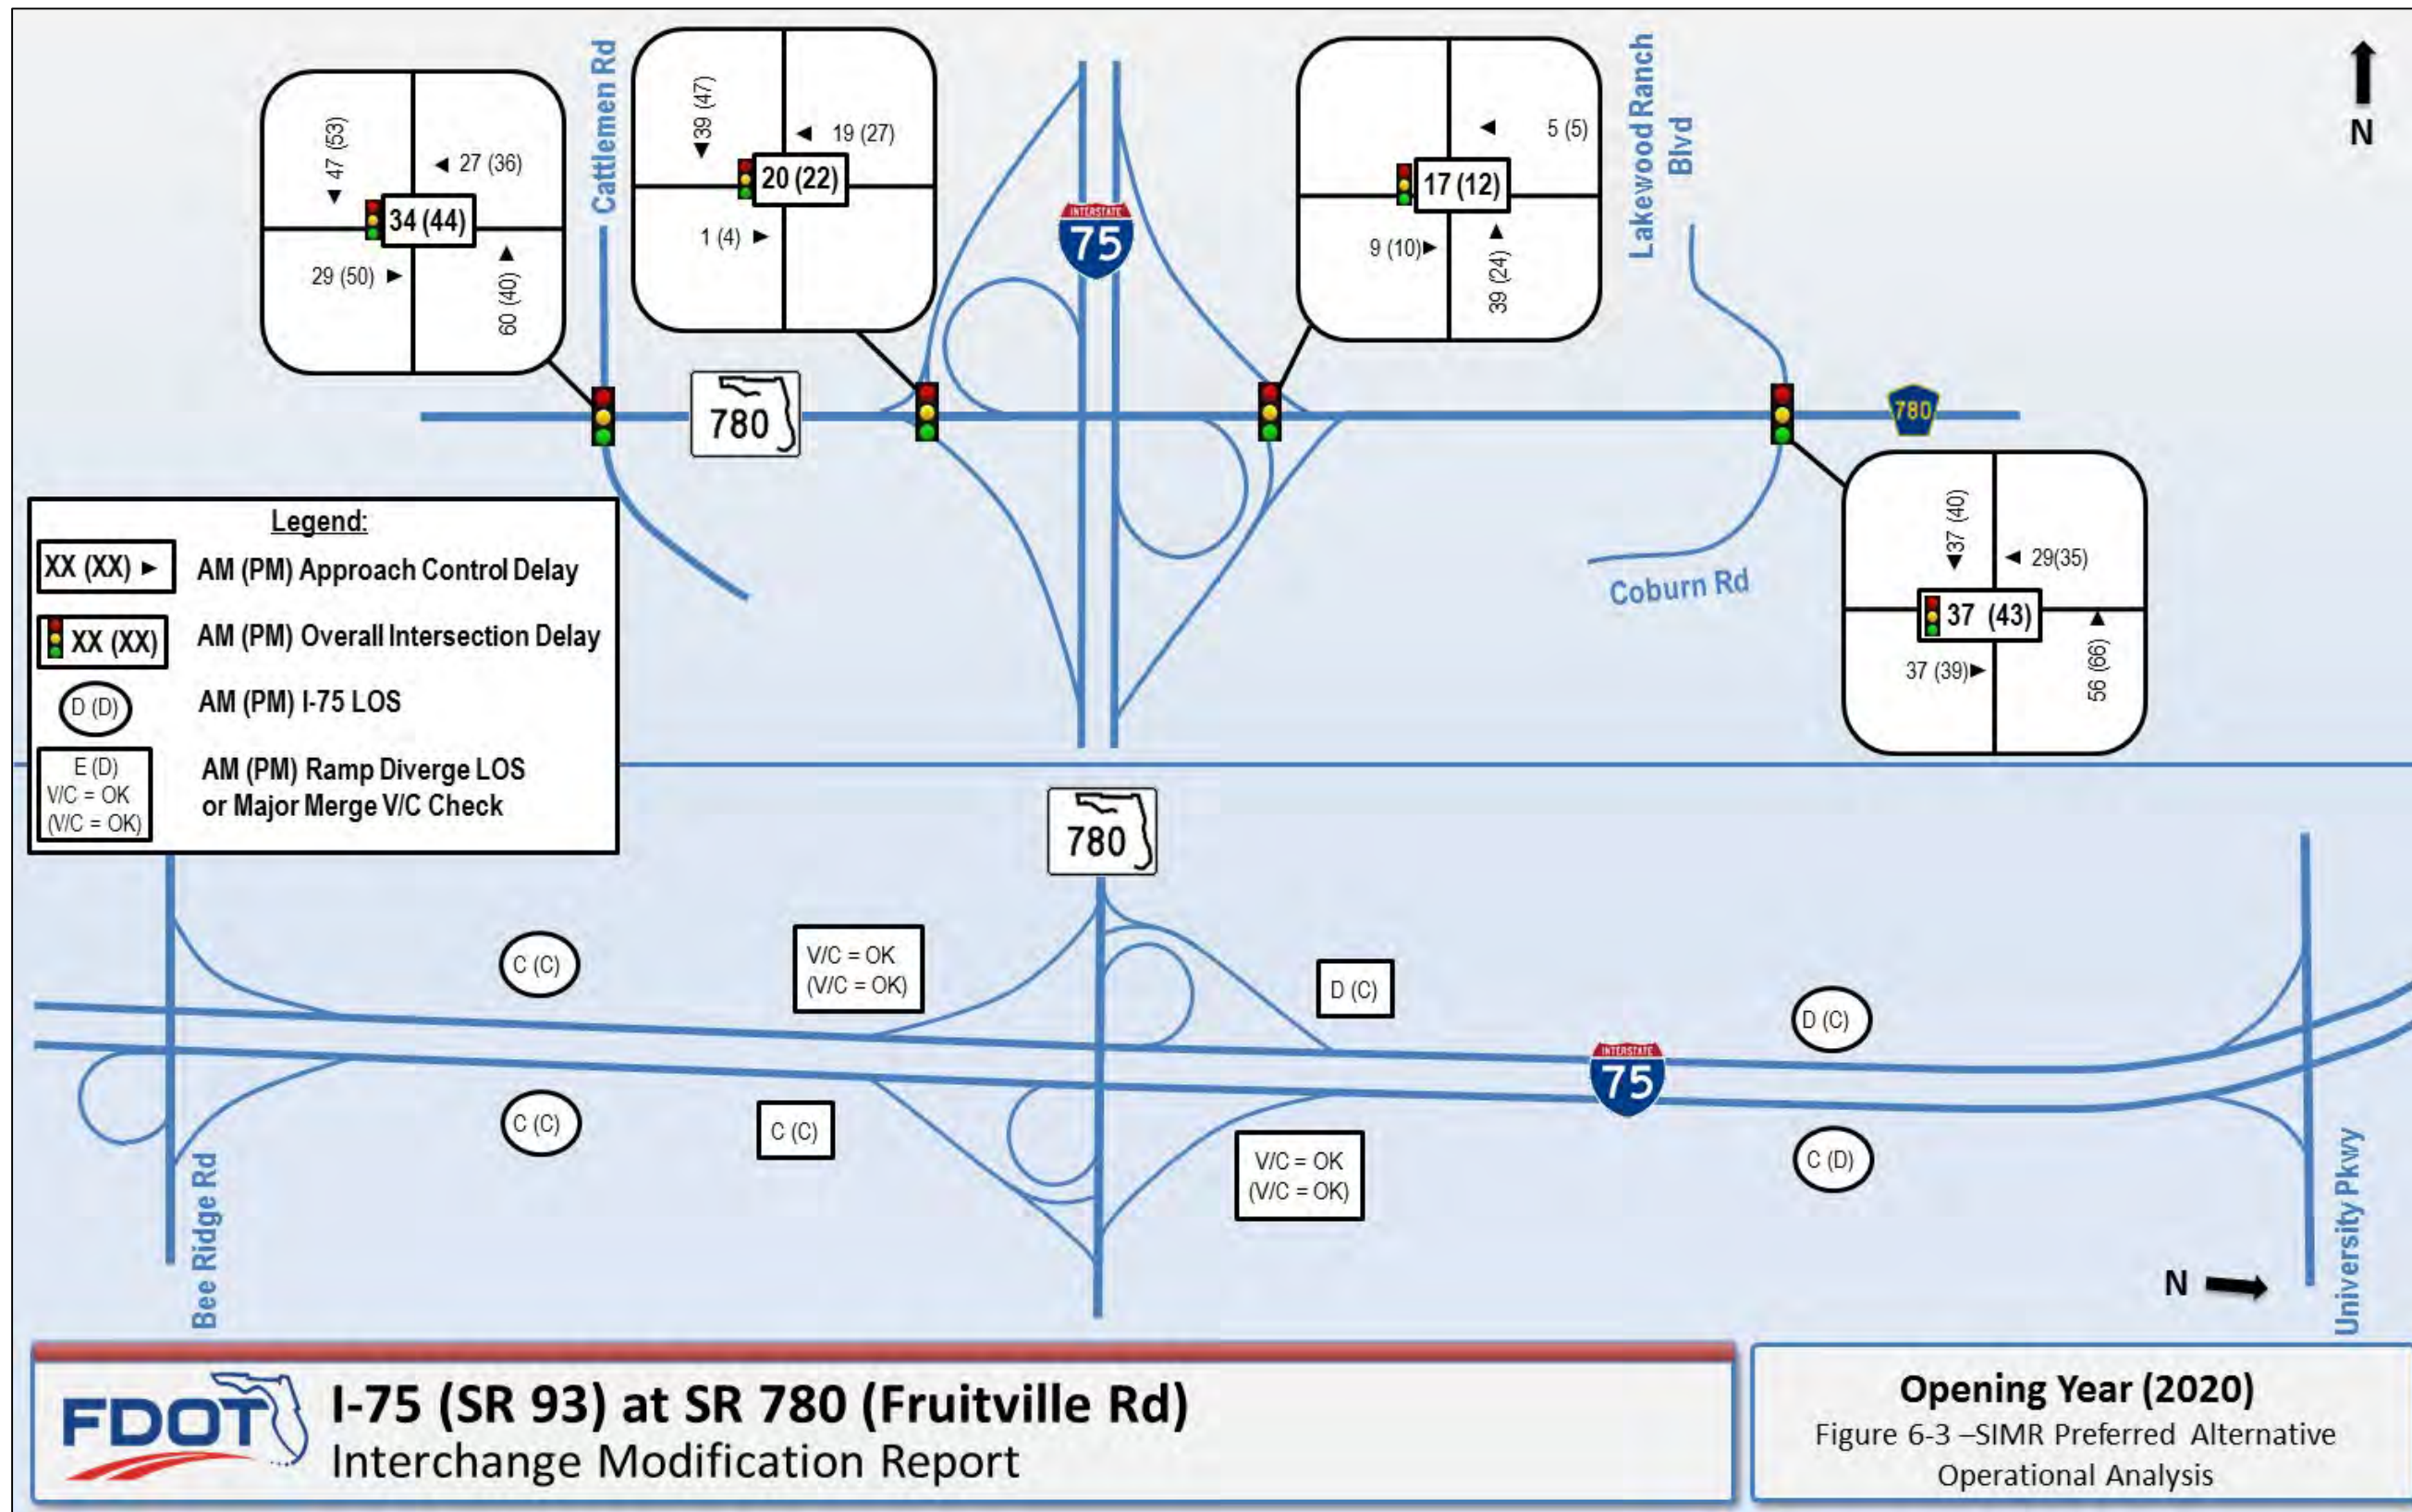 Cattlemen Rd
47 (53)
27 (36)
34 (44)
29 (50)
60 (40)
39 (47)
19 (27)
20 (22)
1 (4)
INTERSTATE
75
5 (5)
17 (12)
9 (10)
39 (24)
Lakewood Ranch
Blvd
N
780
780
Coburn Rd
37 (40)
29(35)
37 (43)
37 (39)
56 (66)
Legend:
XX (XX)
AM (PM) Approach Control Delay
XX (XX)
AM (PM) Overall Intersection Delay
D (D)
AM (PM) I-75 LOS
E (D)
V/C = OK
(V/C = OK)
AM (PM) Ramp Diverge LOS
or Major Merge V/C Check
780
C (C)
V/C = OK
(V/C = OK)
D (C)
D (C)
INTERSTATE
75
C (C)
C (C)
V/C = OK
(V/C = OK)
C (D)
Bee Ridge Rd
University Pkwy
N
FDOT
I-75 (SR 93) at SR 780 (Fruitville Rd)
Interchange Modification Report
Opening Year (2020)
Figure 6-3 –SIMR Preferred Alternative
Operational Analysis